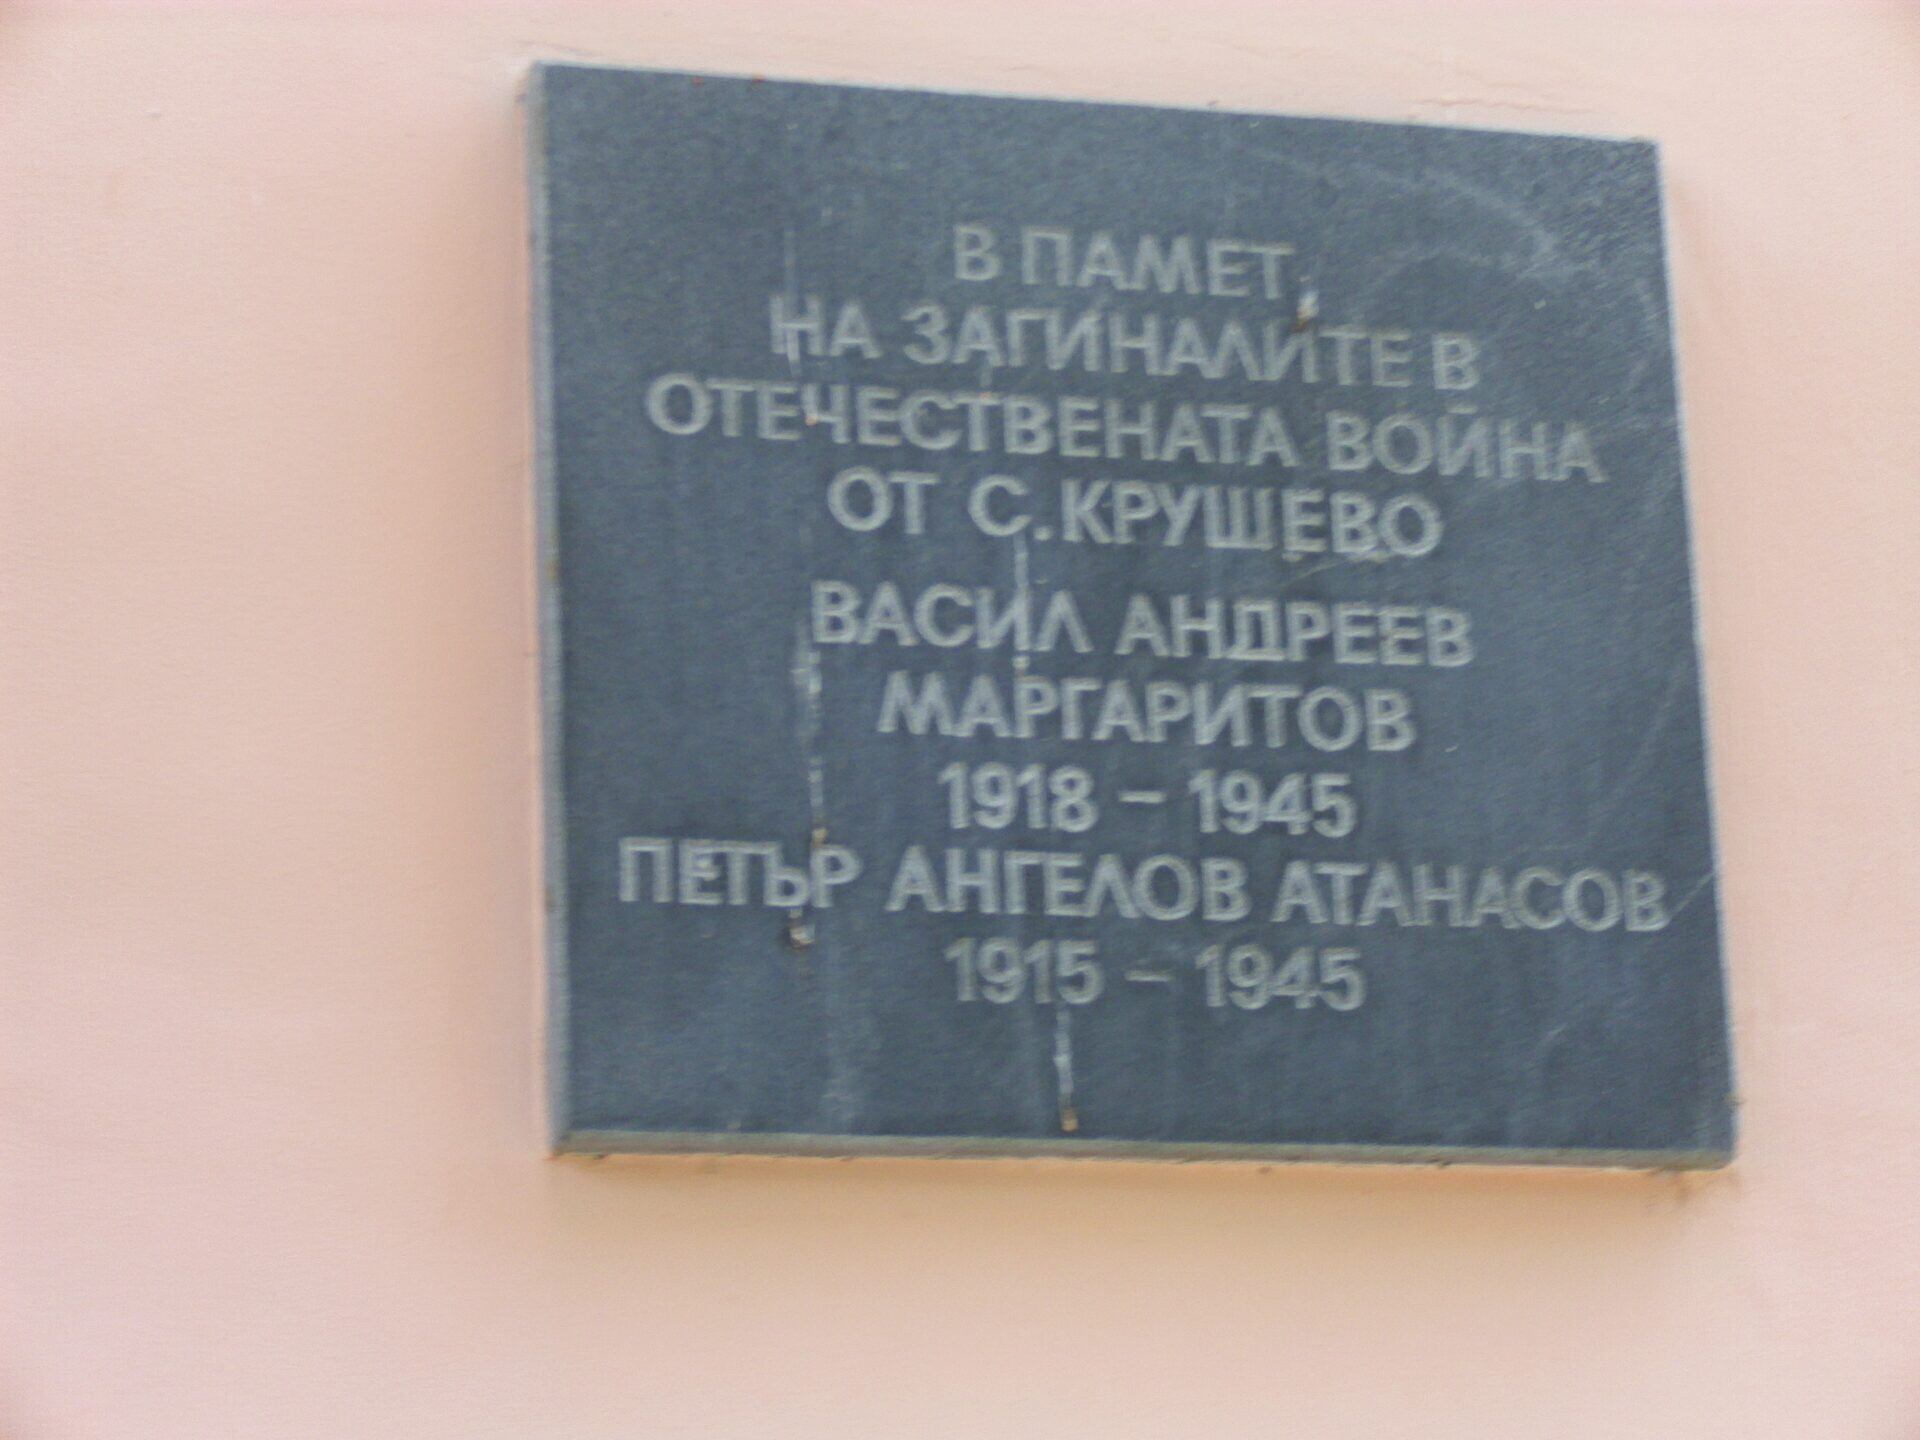 В ПАМЕТ
НА ЗАГИНАЛИТЕ В
ОТЕЧЕСТВЕНАТА ВОЙНА
ОТ С. КРУШЕВО
ВАСИЛ АНДРЕЕВ
МАРГАРИТОВ
1918 – 1945
ПЕТЪР АНГЕЛОВ АТАНАСОВ
1915 – 1945